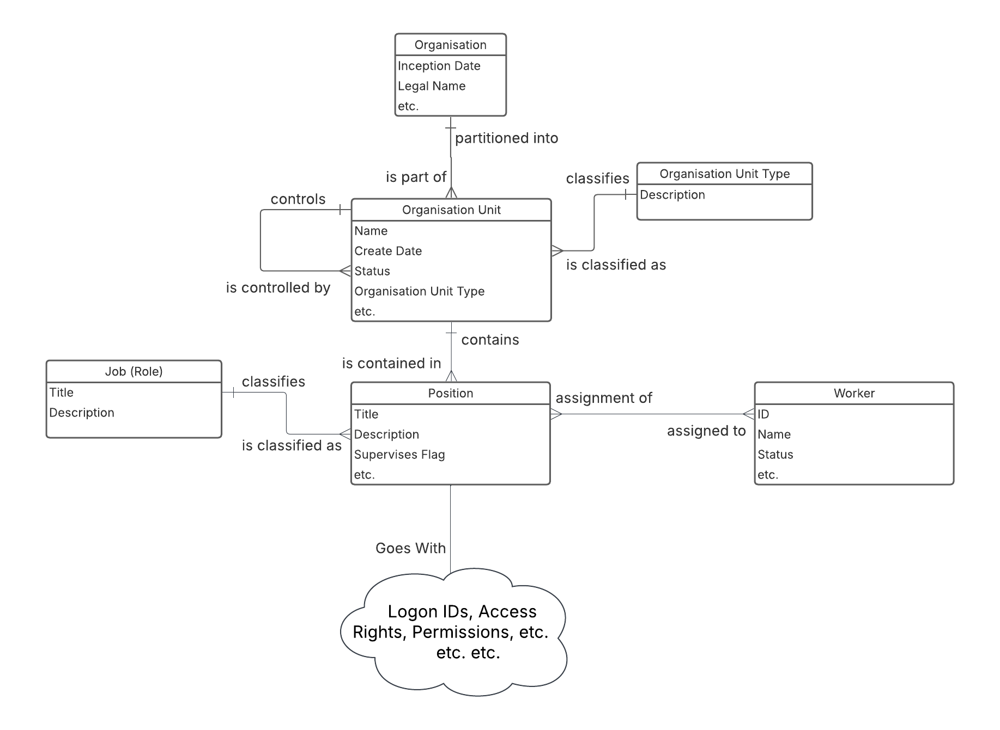 Organisation
Inception Date
Legal Name
etc.
partitioned into
is part of
Organisation Unit Type
Description
classifies
is classified as
controls
is controlled by
Organisation Unit
Name
Create Date
Status
Organisation Unit Type
etc.
contains
is contained in
Job (Role)
Title
Description
classifies
is classified as
Position
Title
Description
Supervises Flag
etc.
assignment of
assigned to
Worker
ID
Name
Status
etc.
Goes With
Logon IDs, Access
Rights, Permissions, etc.
etc. etc.